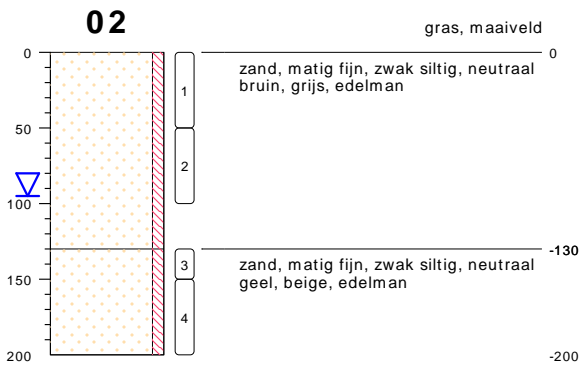 02
gras, maaiveld
0
0
zand, matig fijn, zwak siltig, neutraal
bruin, grijs, edelman
1
50
2
100
-130
zand, matig fijn, zwak siltig, neutraal
geel, beige, edelman
3
150
4
200
-200